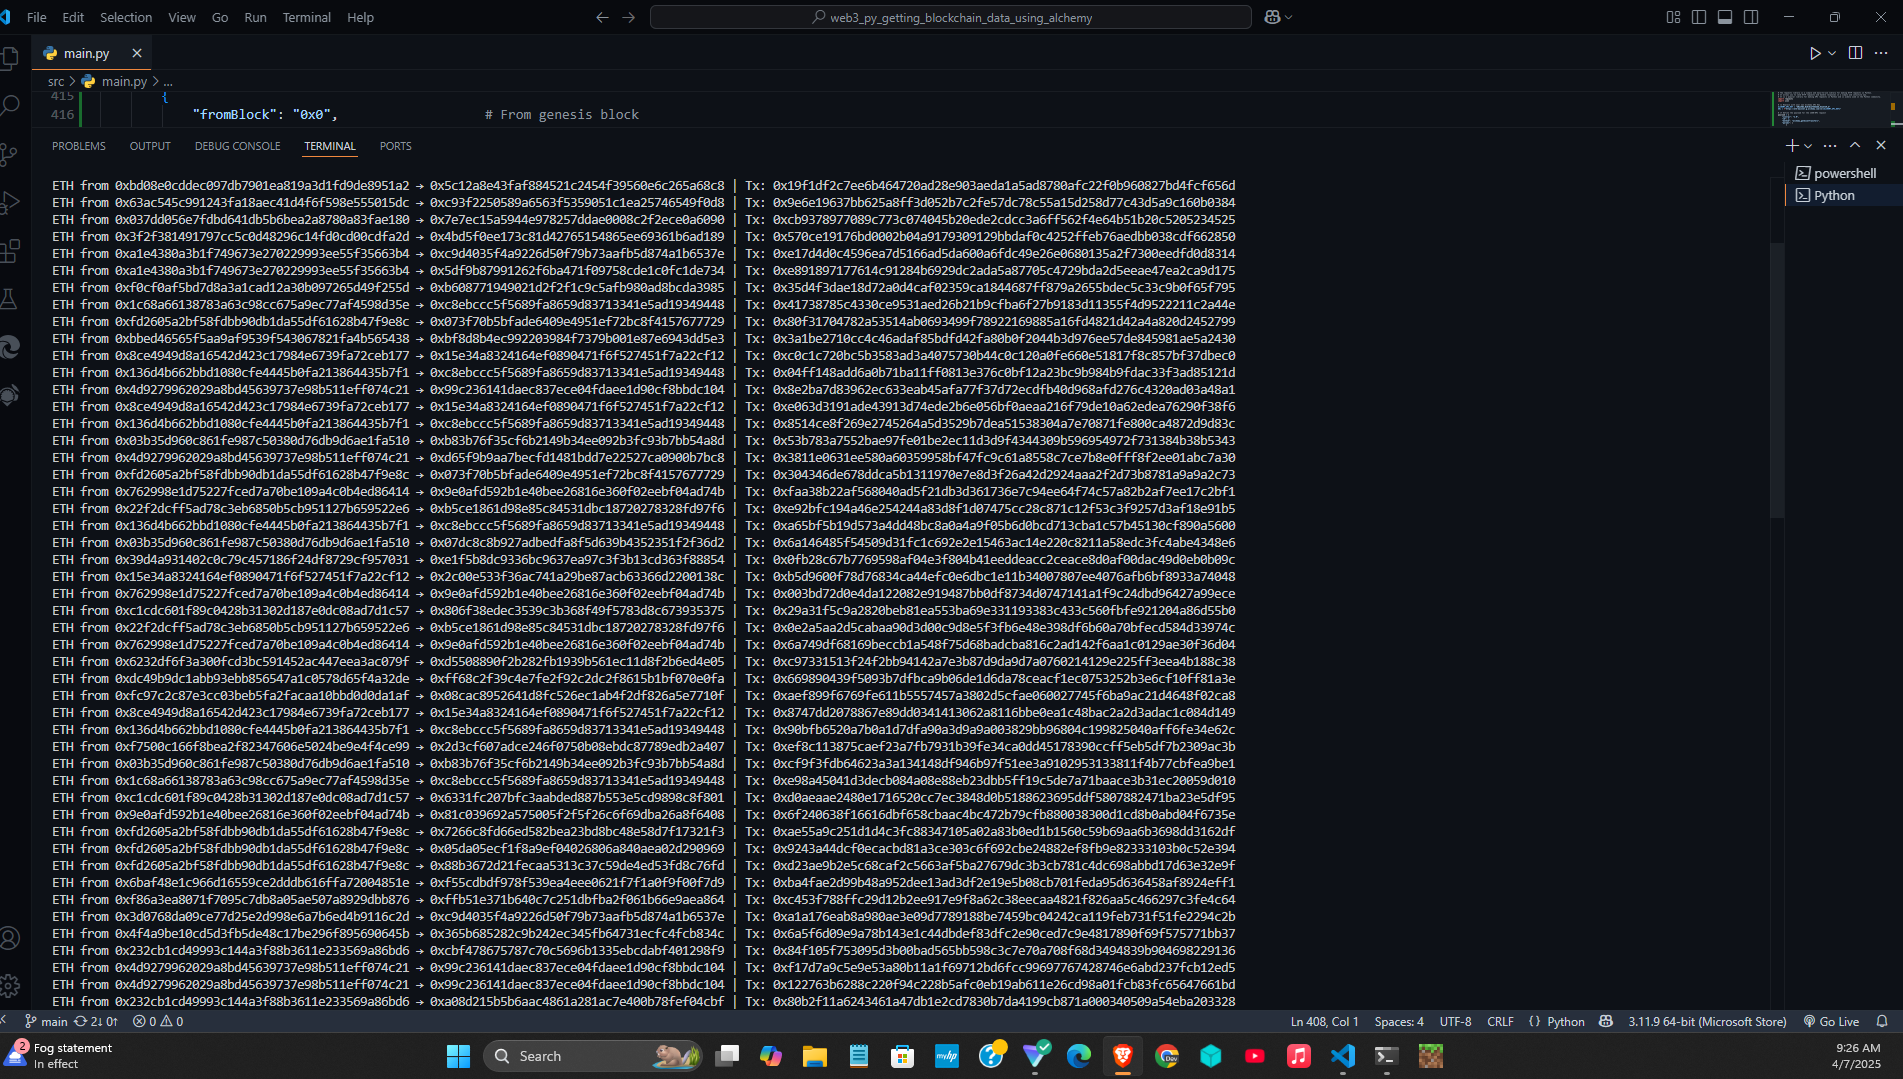 File Edit Selection View Go Run Terminal Help
web3_py_getting_blockchain_data_using_alchemy
main.py
src > main.py > ...
415 {
416 "fromBlock": "0x0", # From genesis block
PROBLEMS OUTPUT DEBUG CONSOLE TERMINAL PORTS
powershell
Python
ETH from 0xbd08e0cddec097db7901ea819a3d1fd9de8951a2 → 0x5c12a8e43faf884521c2454f39560e6c265a68c8 | Tx: 0x19f1df2c7ee6b464720ad28e903aeda1a5ad8780afc22f0b960827bd4fcf656d
ETH from 0x63ac545c991243fa18aec41d4f6f598e555015dc → 0xc93f2250589a6563f5359051c1ea25746549f0d8 | Tx: 0x9e6e19637bb625a8ff3d052b7c2fe57dc78c55a15d258d77c43d5a9c160b0384
ETH from 0x037dd056e7fdbd641db5b6bea2a8780a83fae180 → 0x7e7ec15a5944e978257ddae0008c2f2ece0a6090 | Tx: 0xcb9378977089c773c074045b20ede2cdcc3a6ff562f4e64b51b20c5205234525
ETH from 0x3f2f381491797cc5c0d48296c14fd0cd00cdfa2d → 0x4bd5f0ee173c81d42765154865ee69361b6ad189 | Tx: 0x570ce19176bd0002b04a9179309129bbdaf0c4252ffeb76aedbb038cdf662850
ETH from 0xa1e4380a3b1f749673e270229993ee55f35663b4 → 0xc9d4035f4a9226d50f79b73aafb5d874a1b6537e | Tx: 0xe17d4d0c4596ea7d5166ad5da600a6fdc49e26e0680135a2f7300eedfd0d8314
ETH from 0xa1e4380a3b1f749673e270229993ee55f35663b4 → 0x5df9b87991262f6ba471f09758cde1c0fc1de734 | Tx: 0xe891897177614c91284b6929dc2ada5a87705c4729bda2d5eeae47ea2ca9d175
ETH from 0xf0cf0af5bd7d8a3a1cad12a30b097265d49f255d → 0xb608771949021d2f2f1c9c5afb980ad8bcda3985 | Tx: 0x35d4f3dae18d72a0d4caf02359ca1844687ff879a2655bdec5c33c9b0f65f795
ETH from 0x1c68a66138783a63c98cc675a9ec77af4598d35e → 0xc8ebccc5f5689fa8659d83713341e5ad19349448 | Tx: 0x41738785c4330ce9531aed26b21b9cfba6f27b9183d11355f4d9522211c2a44e
ETH from 0xfd2605a2bf58fdbb90db1da55df61628b47f9e8c → 0x073f70b5bfade6409e4951ef72bc8f4157677729 | Tx: 0x80f31704782a53514ab0693499f78922169885a16fd4821d42a4a820d2452799
ETH from 0xbbed46565f5aa9af9539f543067821fa4b565438 → 0xbf8d8b4ec992203984f7379b001e87e6943dd5e3 | Tx: 0x3a1be2710cc4c46adaf85bdfd42fa80b0f2044b3d976ee57de845981ae5a2430
ETH from 0x8ce4949d8a16542d423c17984e6739fa72ceb177 → 0x15e34a8324164ef0890471f6f527451f7a22cf12 | Tx: 0xc0c1c720bc5b3583ad3a4075730b44c0c120a0fe660e51817f8c857bf37dbec0
ETH from 0x136d4b662bbd1080cfe4445b0fa213864435b7f1 → 0xc8ebccc5f5689fa8659d83713341e5ad19349448 | Tx: 0x04ff148add6a0b71ba11ff0813e376c0bf12a23bc9b984b9fdac33f3ad85121d
ETH from 0x4d9279962029a8bd45639737e98b511eff074c21 → 0x99c236141daec837ece04fdaee1d90cf8bbdc104 | Tx: 0x8e2ba7d83962ec633eab45afa77f37d72ecdfb40d968afd276c4320ad03a48a1
ETH from 0x8ce4949d8a16542d423c17984e6739fa72ceb177 → 0x15e34a8324164ef0890471f6f527451f7a22cf12 | Tx: 0xe063d3191ade43913d74ede2b6e056bf0aeaa216f79de10a62edea76290f38f6
ETH from 0x136d4b662bbd1080cfe4445b0fa213864435b7f1 → 0xc8ebccc5f5689fa8659d83713341e5ad19349448 | Tx: 0x8514ce8f269e2745264a5d3529b7dea51538304a7e70871fe800ca4872d9d83c
ETH from 0x03b35d960c861fe987c50380d76db9d6ae1fa510 → 0xb83b76f35cf6b2149b34ee092b3fc93b7bb54a8d | Tx: 0x53b783a7552bae97fe01be2ec11d3d9f4344309b596954972f731384b38b5343
ETH from 0x4d9279962029a8bd45639737e98b511eff074c21 → 0xd65f9b9aa7becfd1481bdd7e22527ca0900b7bc8 | Tx: 0x3811e0631ee580a60359958bf47fc9c61a8558c7ce7b8e0fff8f2ee01abc7a30
ETH from 0xfd2605a2bf58fdbb90db1da55df61628b47f9e8c → 0x073f70b5bfade6409e4951ef72bc8f4157677729 | Tx: 0x304346de678ddca5b1311970e7e8d3f26a42d2924aaa7f2d73b8781a9a9a2c73
ETH from 0x762998e1d75227fced7a70be109a4c0b4ed86414 → 0x9e0afd592b1e40bee26816e360f02eebf04ad74b | Tx: 0xfaa38b22af568040ad5f21db3d361736e7c94ee64f74c57a82b2af7ee17c2bf1
ETH from 0x22f2dcff5ad78c3eb6850b5cb951127b659522e6 → 0xb5ce1861d98e85c84531dbc18720278328fd97f6 | Tx: 0xe92bfc194a46e254244a83d8f1d07475cc28c871c12f53c3f9257d3af18e91b5
ETH from 0x136d4b662bbd1080cfe4445b0fa213864435b7f1 → 0xc8ebccc5f5689fa8659d83713341e5ad19349448 | Tx: 0xa65bf5b19d573a4dd48bc8a0a4a9f05b6d0bcd713cba1c57b45130cf890a5600
ETH from 0x03b35d960c861fe987c50380d76db9d6ae1fa510 → 0x07dc8c8b927adbedfa8f5d639b4352351f2f36d2 | Tx: 0x6a146485f54509d31fc1c692e2e15463ac14e220c8211a58edc3fc4abe4348e6
ETH from 0x39d4a931402c0c79c457186f24df8729cf957031 → 0xe1f5b8dc9336bc9637ea97c3f3b13cd363f88854 | Tx: 0x0fb28c67b7769598af04e3f804b41eeddeacc2ceace8d0af00dac49d0eb0b09c
ETH from 0x15e34a8324164ef0890471f6f527451f7a22cf12 → 0x2c00e533f36ac741a29be87acb63366d2200138c | Tx: 0xb5d9600f78d76834ca44efc0e6dbc1e11b34007807ee4076afb6bf8933a74048
ETH from 0x762998e1d75227fced7a70be109a4c0b4ed86414 → 0x9e0afd592b1e40bee26816e360f02eebf04ad74b | Tx: 0x003bd72d0e4da122082e919487bb0df8734d0747141a1f9c24dbd96427a99ece
ETH from 0xc1cdc601f89c0428b31302d187e0dc08ad7d1c57 → 0x806f38edec3539c3b368f49f5783d8c673935375 | Tx: 0x29a31f5c9a2820beb81ea553ba69e331193383c433c560fbfe921204a86d55b0
ETH from 0x22f2dcff5ad78c3eb6850b5cb951127b659522e6 → 0xb5ce1861d98e85c84531dbc18720278328fd97f6 | Tx: 0x0e2a5aa2d5cabaa90d3d00c9d8e5f3fb6e48e398df6b60a70bfecd584d33974c
ETH from 0x762998e1d75227fced7a70be109a4c0b4ed86414 → 0x9e0afd592b1e40bee26816e360f02eebf04ad74b | Tx: 0x6a749df68169beccb1a548f75d68badcba816c2ad142f6aa1c0129ae30f36d04
ETH from 0x6232df6f3a300fcd3bc591452ac447eea3ac079f → 0xd5508890f2b282fb1939b561ec11d8f2b6ed4e05 | Tx: 0xc97331513f24f2bb94142a7e3b87d9da9d7a0760214129e225ff3eea4b188c38
ETH from 0xdc49b9dc1abb93ebb856547a1c0578d65f4a32de → 0xff68c2f39c4e7fe2f92c2dc2f8615b1bf070e0fa | Tx: 0x669890439f5093b7dfbca9b06de1d6da78ceacf1ec0753252b3e6cf10ff81a3e
ETH from 0xfc97c2c87e3cc03beb5fa2facaa10bbd0d0da1af → 0x08cac8952641d8fc526ec1ab4f2df826a5e7710f | Tx: 0xaef899f6769fe611b5557457a3802d5cfae060027745f6ba9ac21d4648f02ca8
ETH from 0x8ce4949d8a16542d423c17984e6739fa72ceb177 → 0x15e34a8324164ef0890471f6f527451f7a22cf12 | Tx: 0x8747dd2078867e89dd0341413062a8116bbe0ea1c48bac2a2d3adac1c084d149
ETH from 0x136d4b662bbd1080cfe4445b0fa213864435b7f1 → 0xc8ebccc5f5689fa8659d83713341e5ad19349448 | Tx: 0x90bfb6520a7b0a1d7dfa90a3d9a9a003829bb96804c199825040aff6fe34e62c
ETH from 0xf7500c166f8bea2f82347606e5024be9e4f4ce99 → 0x2d3cf607adce246f0750b08ebdc87789edb2a407 | Tx: 0xef8c113875caef23a7fb7931b39fe34ca0dd45178390ccff5eb5df7b2309ac3b
ETH from 0x03b35d960c861fe987c50380d76db9d6ae1fa510 → 0xb83b76f35cf6b2149b34ee092b3fc93b7bb54a8d | Tx: 0xcf9f3fdb64623a3a134148df946b97f51ee3a9102953133811f4b77cbfea9be1
ETH from 0x1c68a66138783a63c98cc675a9ec77af4598d35e → 0xc8ebccc5f5689fa8659d83713341e5ad19349448 | Tx: 0xe98a45041d3decb084a08e88eb23dbb5ff19c5de7a71baace3b31ec20059d010
ETH from 0xc1cdc601f89c0428b31302d187e0dc08ad7d1c57 → 0x6331fc207bfc3aabded887b553e5cd9898c8f801 | Tx: 0xd0aeaae2480e1716520cc7ec3848d0b5188623695ddf5807882471ba23e5df95
ETH from 0x9e0afd592b1e40bee26816e360f02eebf04ad74b → 0x81c039692a575005f2f5f26c6f69dba26a8f6408 | Tx: 0x6f240638f16616dbf658cbaac4bc472b79cfb880038300d1cd8b0abd04f6735e
ETH from 0xfd2605a2bf58fdbb90db1da55df61628b47f9e8c → 0x7266c8fd66ed582bea23bd8bc48e58d7f17321f3 | Tx: 0xae55a9c251d1d4c3fc88347105a02a83b0ed1b1560c59b69aa6b3698dd3162df
ETH from 0xfd2605a2bf58fdbb90db1da55df61628b47f9e8c → 0x05da05ecf1f8a9ef04026806a840aea02d290969 | Tx: 0x9243a44dcf0ecacbd81a3ce303c6f692cbe24882ef8fb9e82333103b0c52e394
ETH from 0xfd2605a2bf58fdbb90db1da55df61628b47f9e8c → 0x88b3672d21fecaa5313c37c59de4ed53fd8c76fd | Tx: 0xd23ae9b2e5c68caf2c5663af5ba27679dc3b3cb781c4dc698abbd17d63e32e9f
ETH from 0x6baf48e1c966d16559ce2dddb616ffa72004851e → 0xf55cdbdf978f539ea4eee0621f7f1a0f9f00f7d9 | Tx: 0xba4fae2d99b48a952dee13ad3df2e19e5b08cb701feda95d636458af8924eff1
ETH from 0xf86a3ea8071f7095c7db8a05ae507a8929dbb876 → 0xffb51e371b640c7c251dbfba2f061b66e9aea864 | Tx: 0xc453f788ffc29d12b2ee917e9f8a62c38eecaa4821f826aa5c466297c3fe4c64
ETH from 0x3d0768da09ce77d25e2d998e6a7b6ed4b9116c2d → 0xc9d4035f4a9226d50f79b73aafb5d874a1b6537e | Tx: 0xa1a176eab8a980ae3e09d7789188be7459bc04242ca119feb731f51fe2294c2b
ETH from 0x4f4a9be10cd5d3fb5de48c17be296f895690645b → 0x365b685282c9b242ec345fb64731ecfc4fcb834c | Tx: 0x6a5f6d09e9a78b143e1c44dbdef83dfc2e90ced7c9e4817890f69f575771bb37
ETH from 0x232cb1cd49993c144a3f88b3611e233569a86bd6 → 0xcbf478675787c70c5696b1335ebcdabf401298f9 | Tx: 0x84f105f753095d3b00bad565bb598c3c7e70a708f68d3494839b904698229136
ETH from 0x4d9279962029a8bd45639737e98b511eff074c21 → 0x99c236141daec837ece04fdaee1d90cf8bbdc104 | Tx: 0xf17d7a9c5e9e53a80b11a1f69712bd6fcc99697767428746e6abd237fcb12ed5
ETH from 0x4d9279962029a8bd45639737e98b511eff074c21 → 0x99c236141daec837ece04fdaee1d90cf8bbdc104 | Tx: 0x122763b6288c220f94c228b5afc0eb19ab611e26cd98a01fcb83fc65647661bd
ETH from 0x232cb1cd49993c144a3f88b3611e233569a86bd6 → 0xa08d215b5b6aac4861a281ac7e400b78fef04cbf | Tx: 0x80b2f11a6243461a47db1e2cd7830b7da4199cb871a000340509a54eba203328
main 2↓ 0↑ 0 0 Ln 408, Col 1 Spaces: 4 UTF-8 CRLF {} Python 3.11.9 64-bit (Microsoft Store) Go Live
2
Fog statement
In effect
Search
myhp
Dev
9:26 AM
4/7/2025